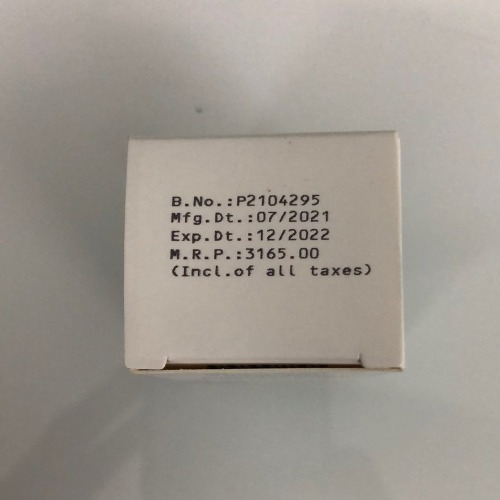 B.No.:P2104295
Mfg.Dt.:07/2021
Exp.Dt.:12/2022
M.R.P.:3165.00
(Incl.of all taxes)